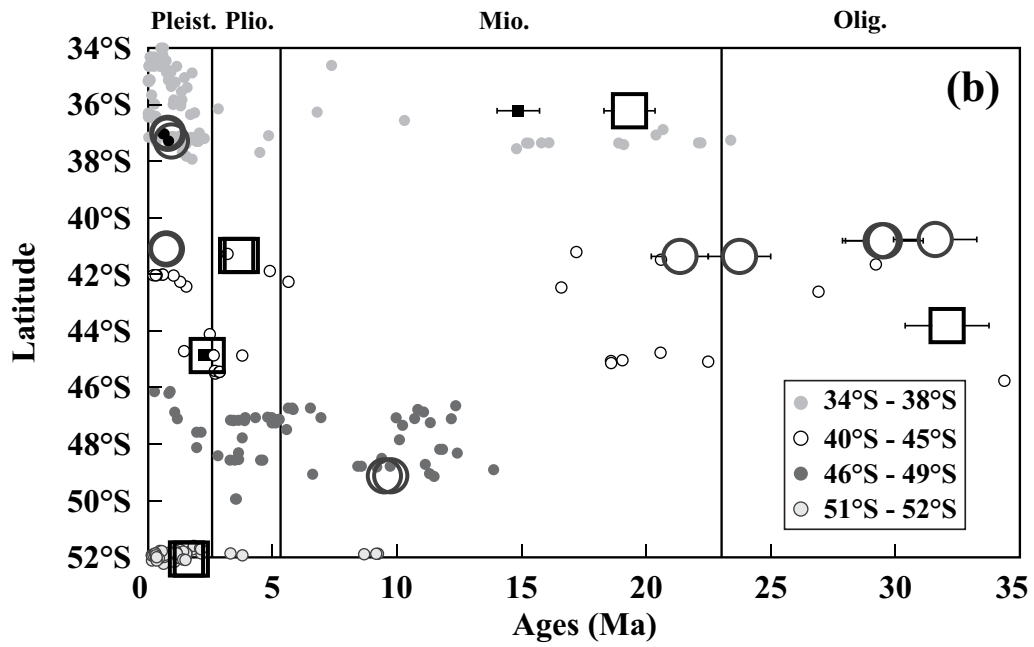 Pleist. Plio. Mio. Olig.
34°S
(b)
36°S
38°S
40°S
42°S
44°S
46°S
48°S
50°S
52°S
Latitude
34°S - 38°S
40°S - 45°S
46°S - 49°S
51°S - 52°S
0 5 10 15 20 25 30 35
Ages (Ma)